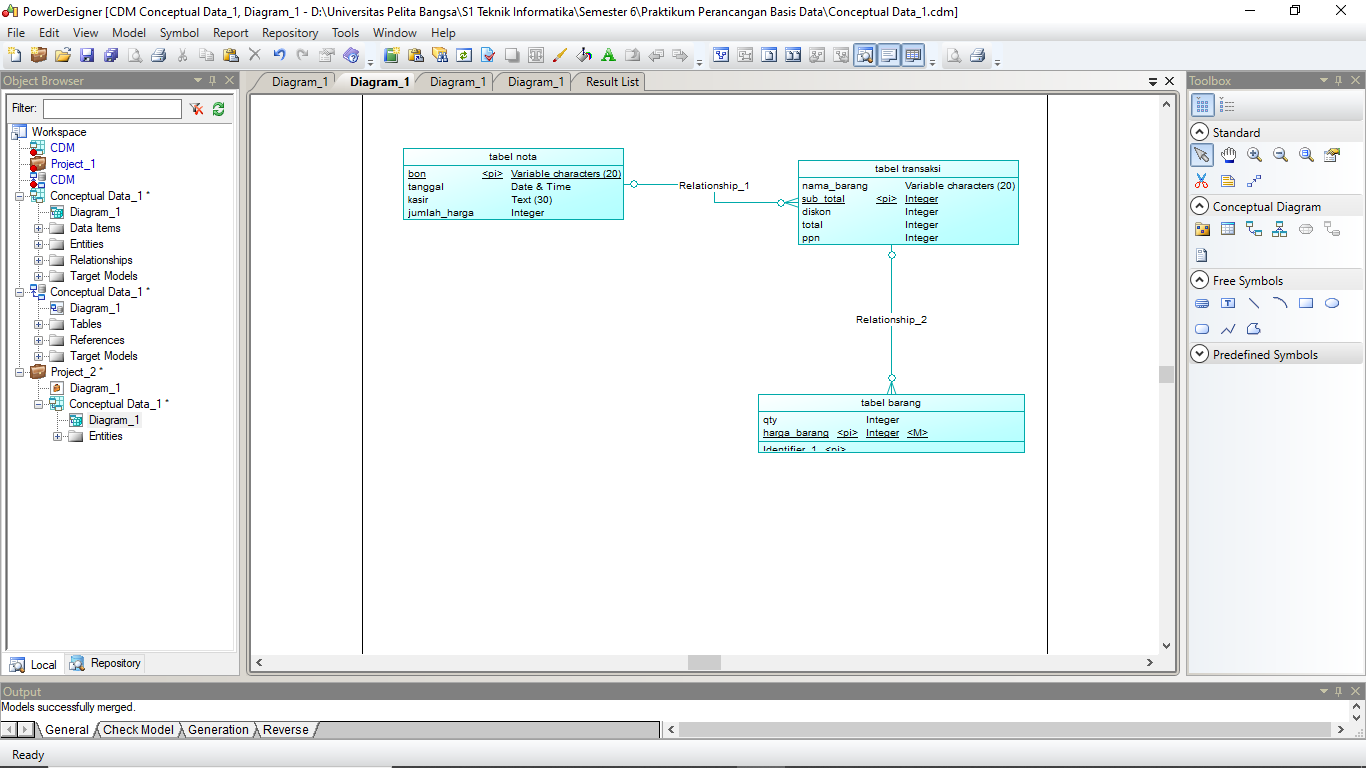 PowerDesigner [CDM Conceptual Data_1, Diagram_1 - D:\Universitas Pelita Bangsa\S1 Teknik Informatika\Semester 6\Praktikum Perancangan Basis Data\Conceptual Data_1.cdm]
File Edit View Model Symbol Report Repository Tools Window Help
Object Browser
Filter:
Workspace
CDM
Project_1
CDM
Conceptual Data_1 *
Diagram_1
Data Items
Entities
Relationships
Target Models
Conceptual Data_1 *
Diagram_1
Tables
References
Target Models
Project_2 *
Diagram_1
Conceptual Data_1 *
Diagram_1
Entities
Local Repository
Diagram_1 Diagram_1 Diagram_1 Diagram_1 Result List
tabel nota
bon <pi> Variable characters (20)
tanggal Date & Time
kasir Text (30)
jumlah_harga Integer
Relationship_1
tabel transaksi
nama_barang Variable characters (20)
sub_total <pi> Integer
diskon Integer
total Integer
ppn Integer
Relationship_2
tabel barang
qty Integer
harga_barang <pi> Integer <M>
Identifier_1 <pi>
Toolbox
Standard
Conceptual Diagram
Free Symbols
Predefined Symbols
Output
Models successfully merged.
General Check Model Generation Reverse
Ready